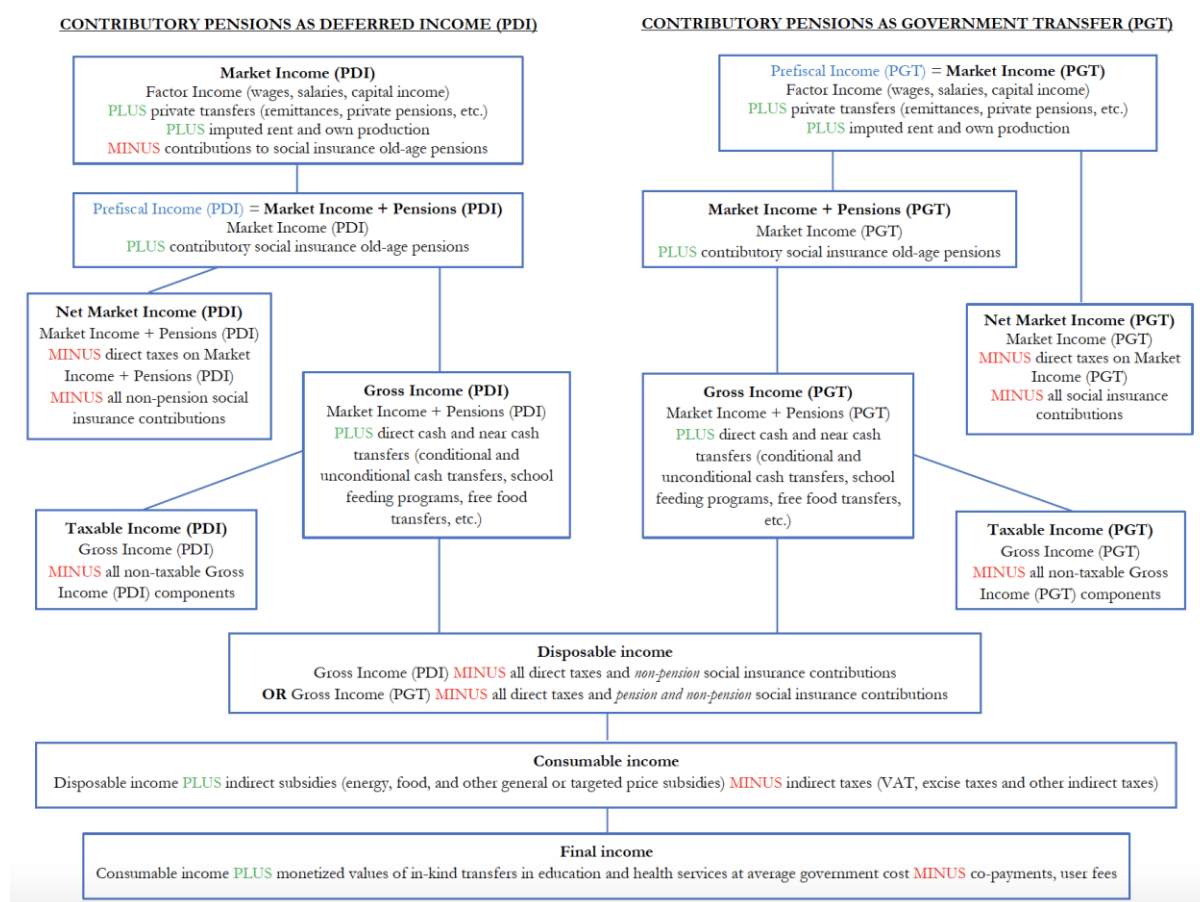 CONTRIBUTORY PENSIONS AS DEFERRED INCOME (PDI)
Market Income (PDI)
Factor Income (wages, salaries, capital income)
PLUS private transfers (remittances, private pensions, etc.)
PLUS imputed rent and own production
MINUS contributions to social insurance old-age pensions
Prefiscal Income (PDI) = Market Income + Pensions (PDI)
Market Income (PDI)
PLUS contributory social insurance old-age pensions
Net Market Income (PDI)
Market Income + Pensions (PDI)
MINUS direct taxes on Market
Income + Pensions (PDI)
MINUS all non-pension social
insurance contributions
Gross Income (PDI)
Market Income + Pensions (PDI)
PLUS direct cash and near cash
transfers (conditional and
unconditional cash transfers, school
feeding programs, free food
transfers, etc.)
Taxable Income (PDI)
Gross Income (PDI)
MINUS all non-taxable Gross
Income (PDI) components
CONTRIBUTORY PENSIONS AS GOVERNMENT TRANSFER (PGT)
Prefiscal Income (PGT) = Market Income (PGT)
Factor Income (wages, salaries, capital income)
PLUS private transfers (remittances, private pensions, etc.)
PLUS imputed rent and own production
Market Income + Pensions (PGT)
Market Income (PGT)
PLUS contributory social insurance old-age pensions
Net Market Income (PGT)
Market Income (PGT)
MINUS direct taxes on Market
Income (PGT)
MINUS all social insurance
contributions
Gross Income (PGT)
Market Income + Pensions (PGT)
PLUS direct cash and near cash
transfers (conditional and
unconditional cash transfers, school
feeding programs, free food transfers,
etc.)
Taxable Income (PGT)
Gross Income (PGT)
MINUS all non-taxable Gross
Income (PGT) components
Disposable income
Gross Income (PDI) MINUS all direct taxes and non-pension social insurance contributions
OR Gross Income (PGT) MINUS all direct taxes and pension and non-pension social insurance contributions
Consumable income
Disposable income PLUS indirect subsidies (energy, food, and other general or targeted price subsidies) MINUS indirect taxes (VAT, excise taxes and other indirect taxes)
Final income
Consumable income PLUS monetized values of in-kind transfers in education and health services at average government cost MINUS co-payments, user fees